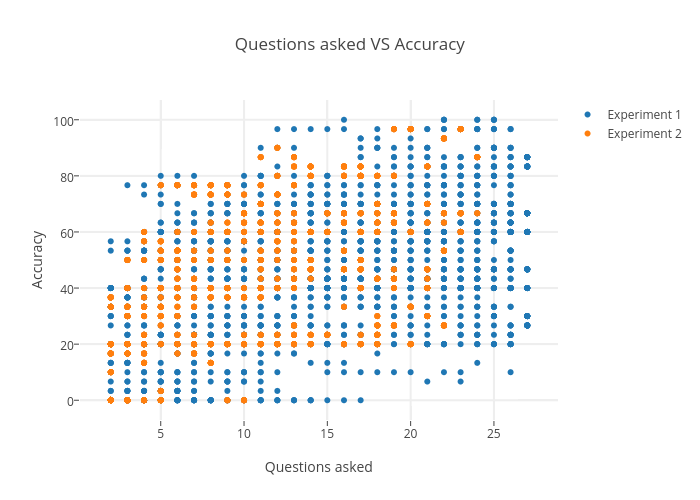 Questions asked VS Accuracy
Experiment 1
Experiment 2
100
80
60
40
20
0
5
10
15
20
25
Accuracy
Questions asked